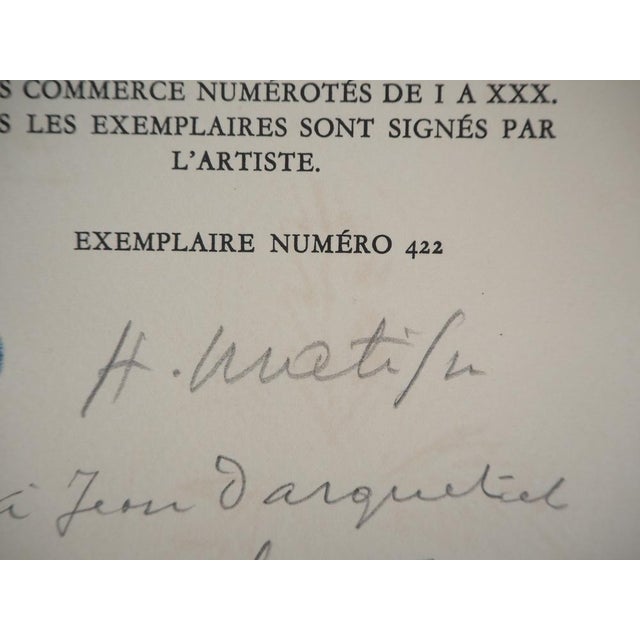 S COMMERCE NUMÉROTÉS DE I A XXX.
S LES EXEMPLAIRES SONT SIGNÉS PAR
L'ARTISTE.
EXEMPLAIRE NUMÉRO 422
H. Matisse
à Jean